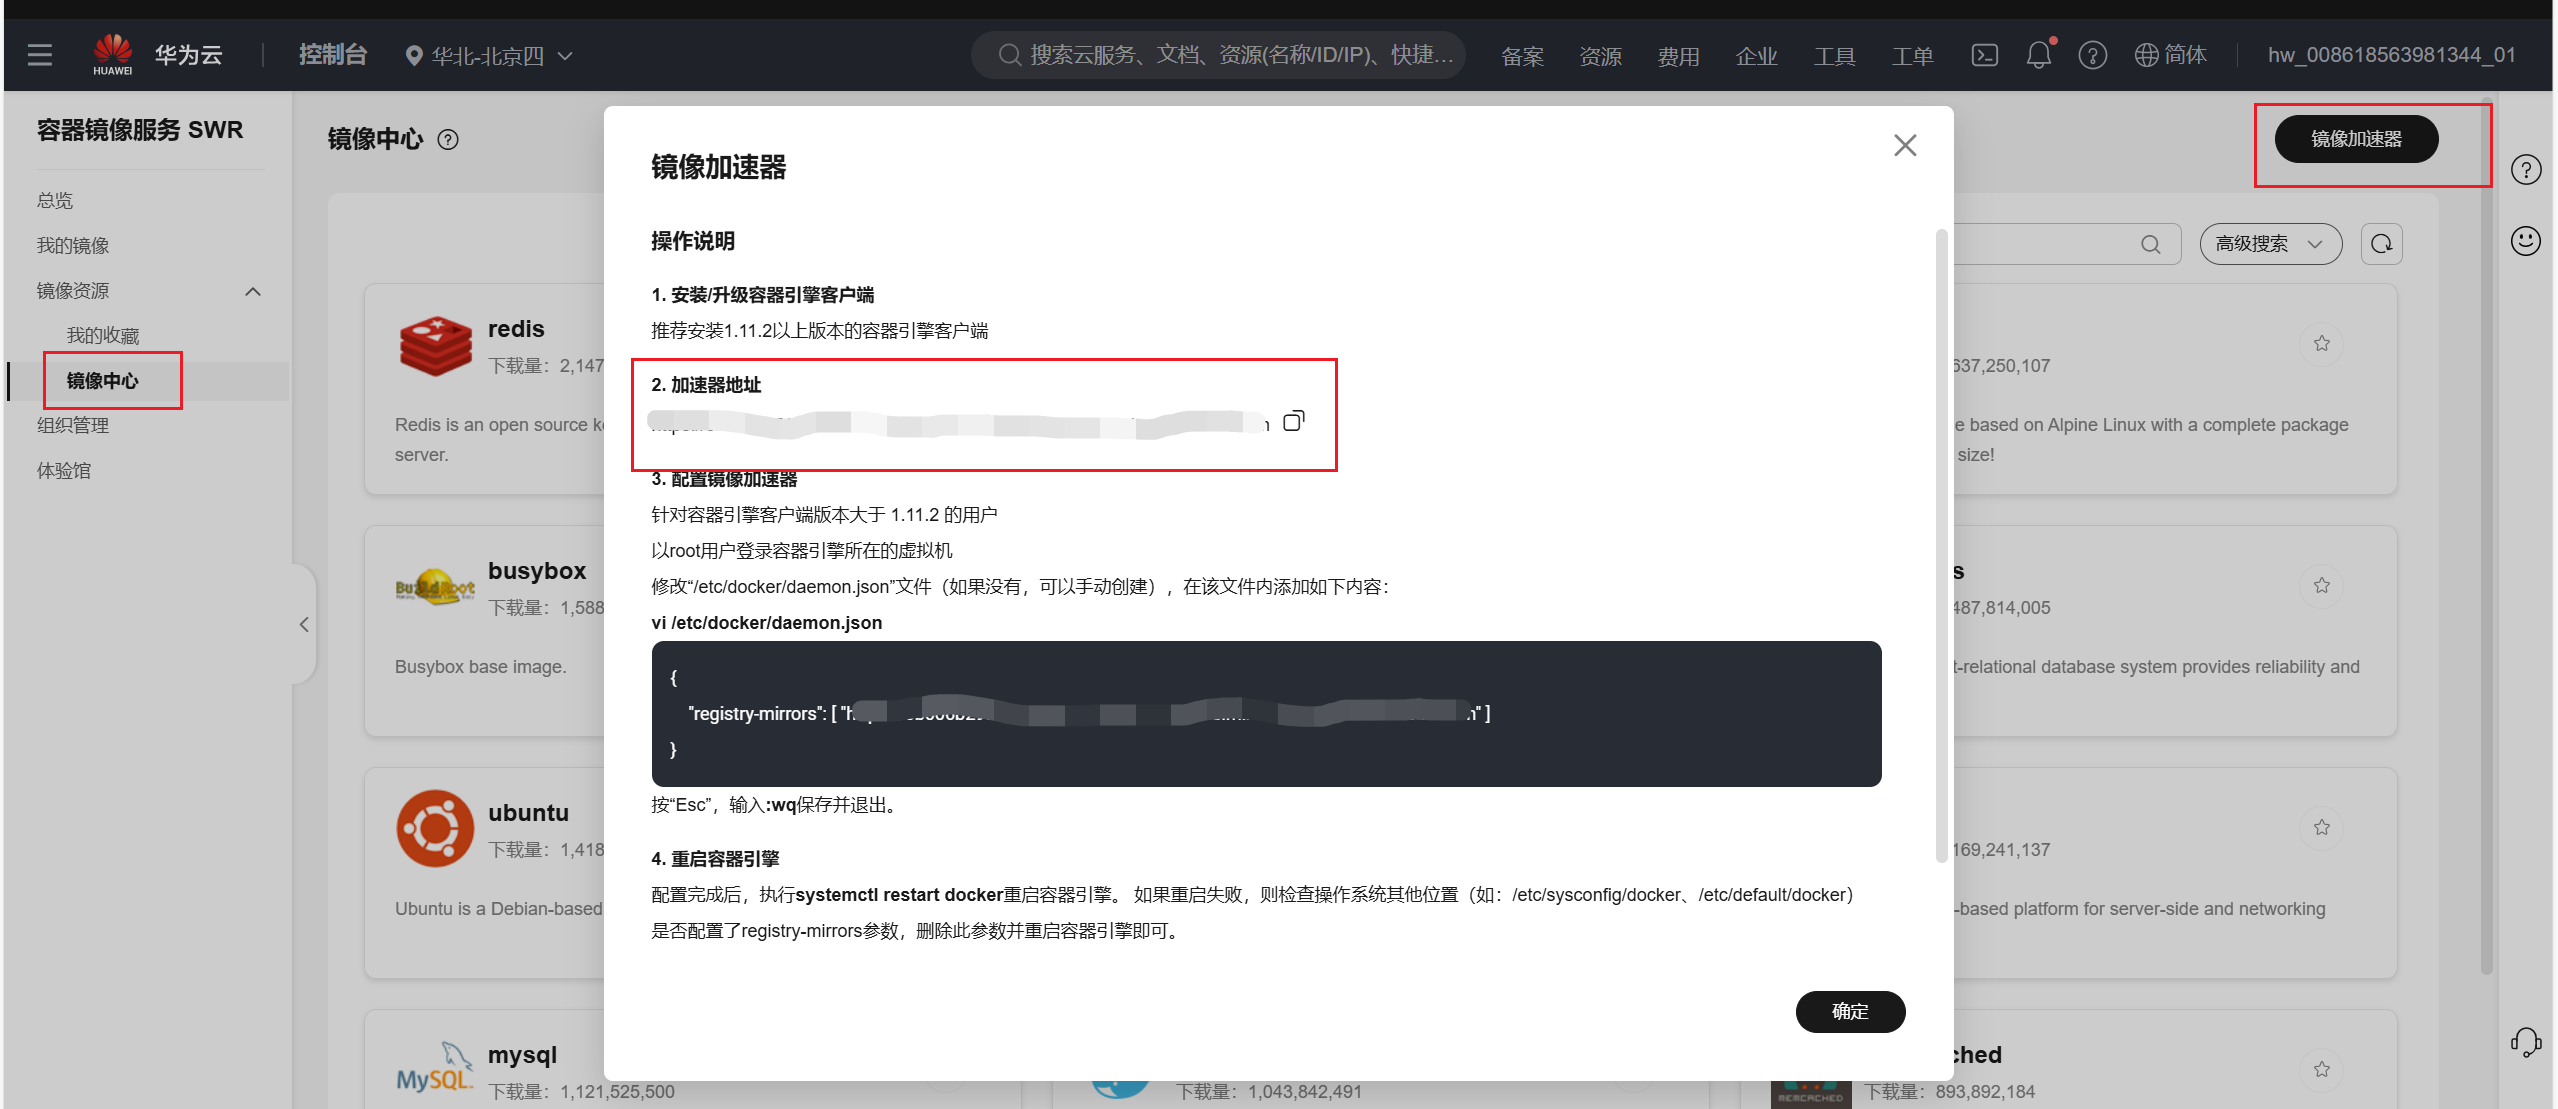 HUAWEI
华为云
控制台
华北-北京四
搜索云服务、文档、资源(名称/ID/IP)、快捷...
备案
资源
费用
企业
工具
工单
简体
hw_008618563981344_01
容器镜像服务 SWR
总览
我的镜像
镜像资源
我的收藏
镜像中心
组织管理
体验馆
镜像中心
镜像加速器
高级搜索
镜像加速器
操作说明
1. 安装/升级容器引擎客户端
推荐安装1.11.2以上版本的容器引擎客户端
2. 加速器地址
3. 配置镜像加速器
针对容器引擎客户端版本大于 1.11.2 的用户
以root用户登录容器引擎所在的虚拟机
修改“/etc/docker/daemon.json”文件（如果没有，可以手动创建），在该文件内添加如下内容：
vi /etc/docker/daemon.json
{
"registry-mirrors": [ "h" ]
}
按“Esc”，输入:wq保存并退出。
4. 重启容器引擎
配置完成后，执行systemctl restart docker重启容器引擎。 如果重启失败，则检查操作系统其他位置（如：/etc/sysconfig/docker、/etc/default/docker）
是否配置了registry-mirrors参数，删除此参数并重启容器引擎即可。
确定
redis
下载量：2,147
Redis is an open source
server.
busybox
下载量：1,588
Busybox base image.
ubuntu
下载量：1,418
Ubuntu is a Debian-based
MySQL
mysql
下载量：1,121,525,500
下载量：1,043,842,491
637,250,107
e based on Alpine Linux with a complete package
size!
s
487,814,005
t-relational database system provides reliability and
169,241,137
-based platform for server-side and networking
ched
MEMCACHED
下载量：893,892,184